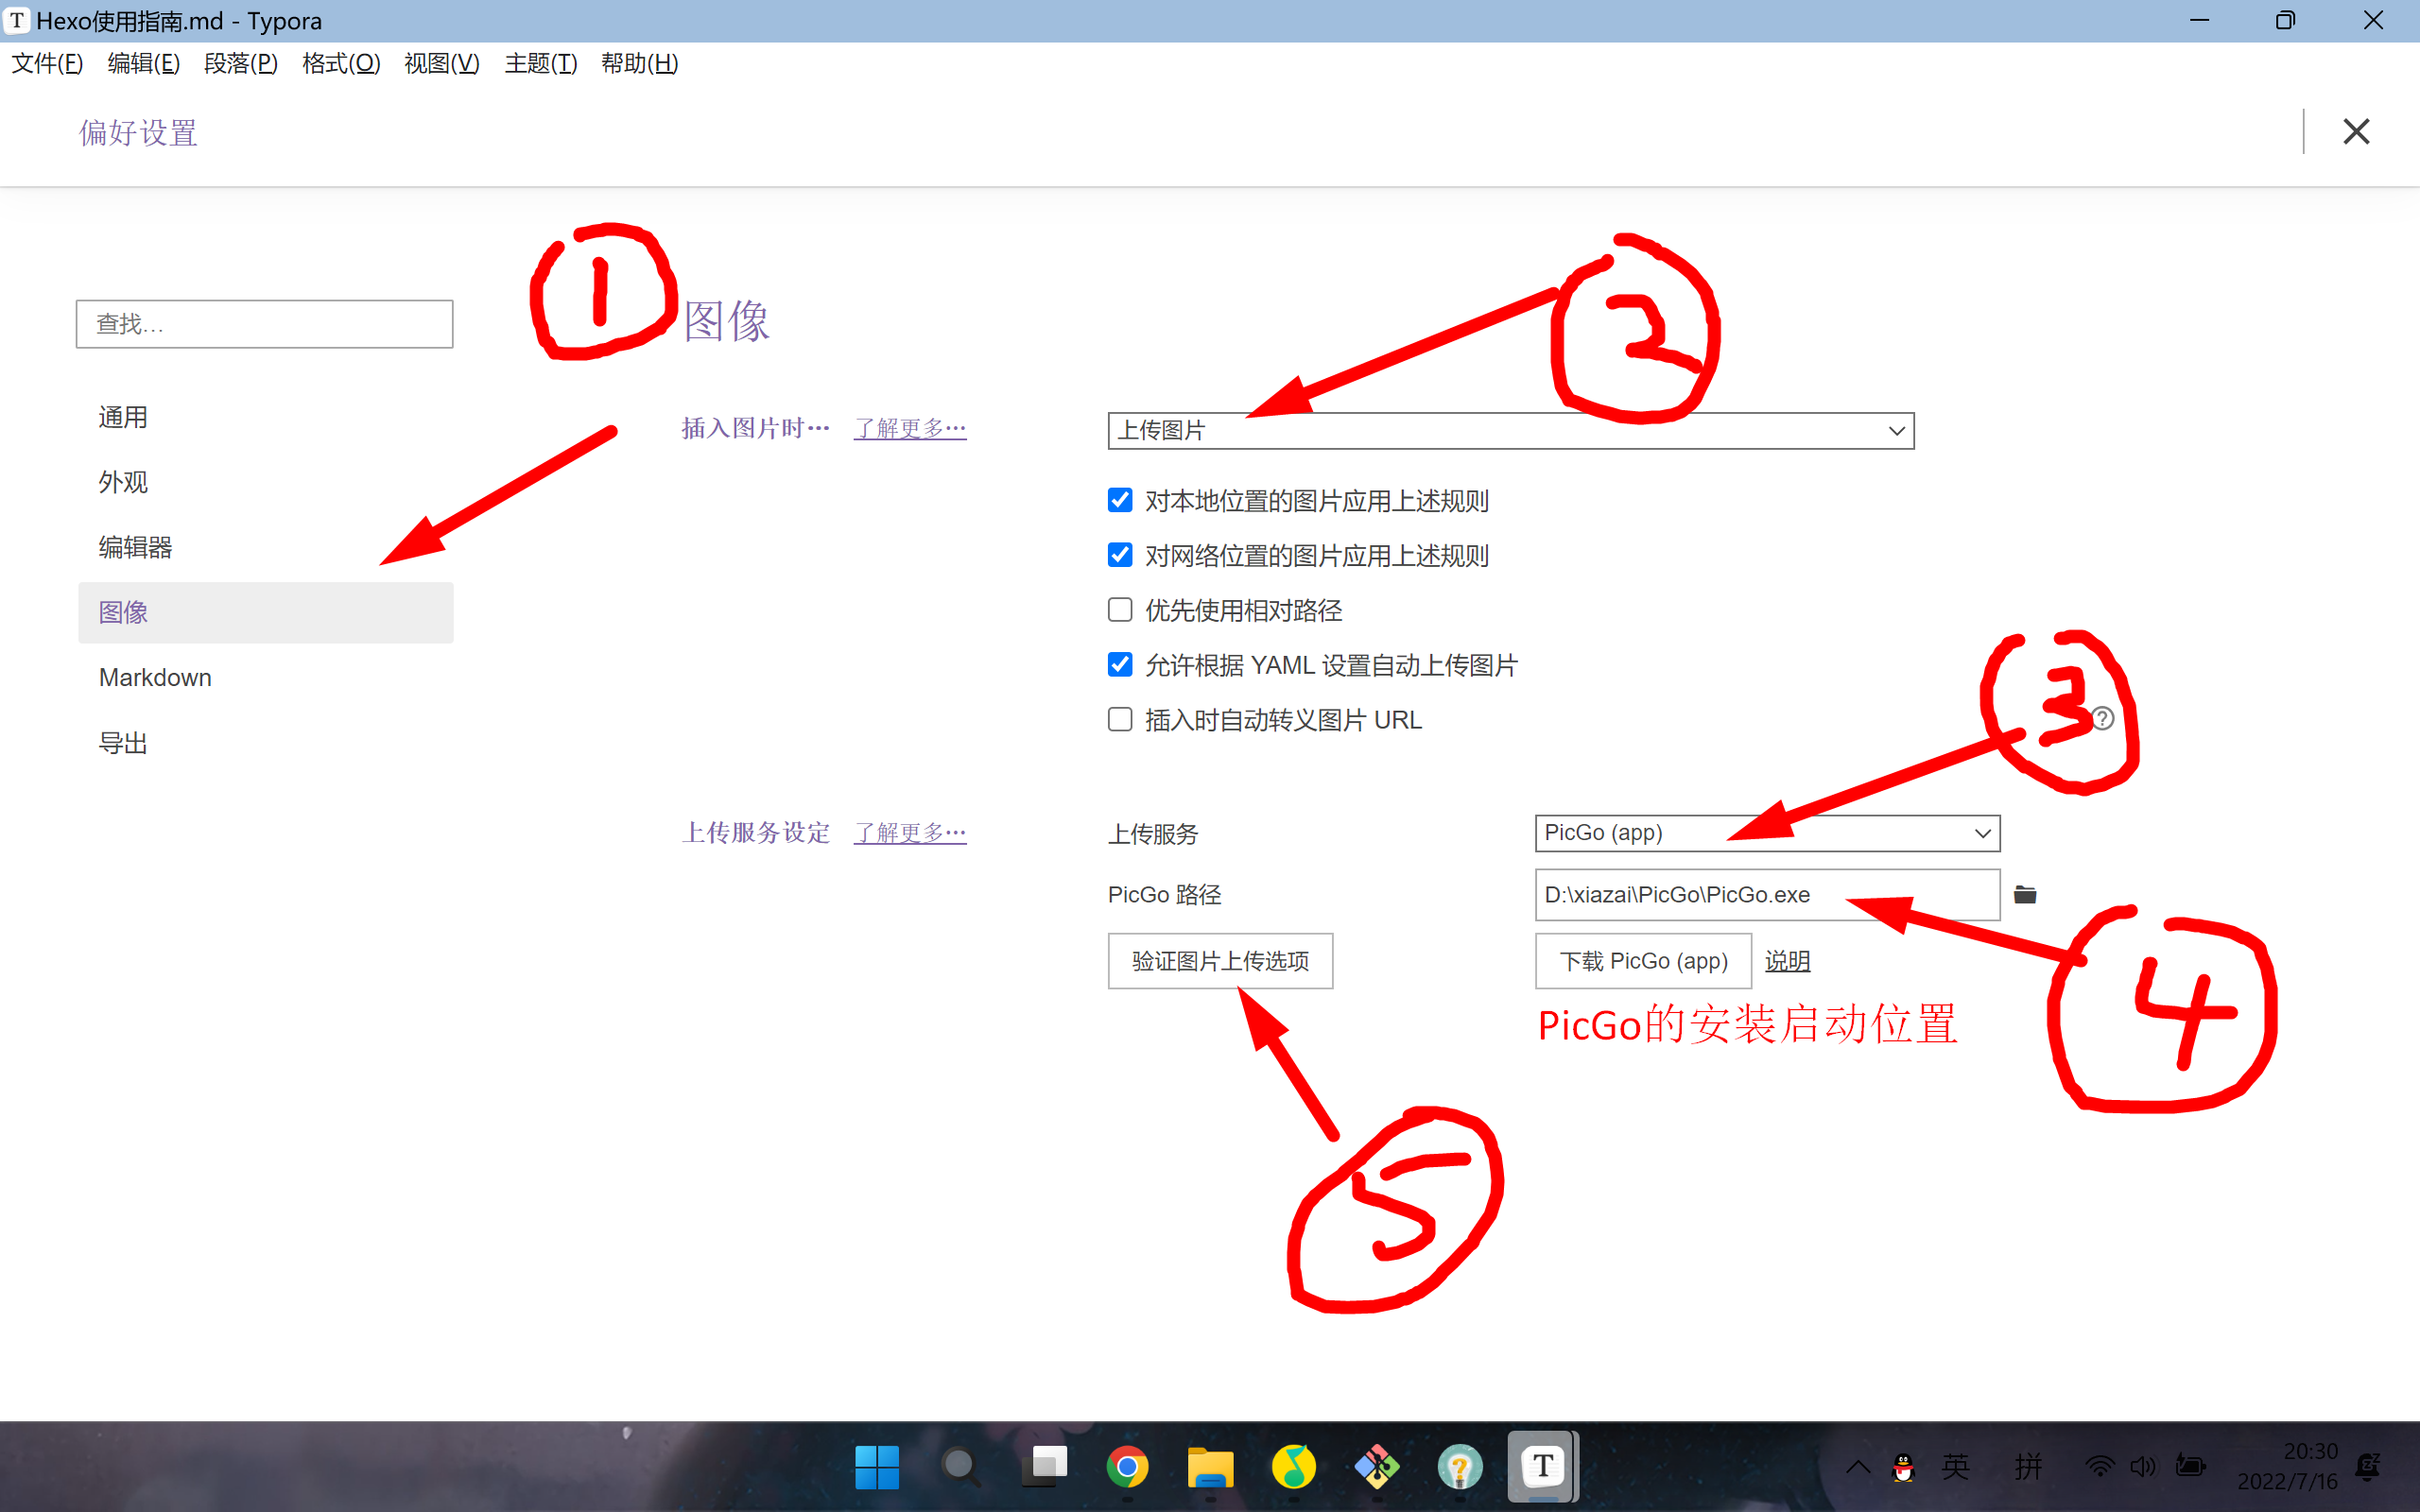 Hexo使用指南.md - Typora
文件(F) 编辑(E) 段落(P) 格式(O) 视图(V) 主题(T) 帮助(H)
偏好设置
查找…
通用
外观
编辑器
图像
Markdown
导出
1
图像
2
插入图片时… 了解更多…
上传图片
对本地位置的图片应用上述规则
对网络位置的图片应用上述规则
优先使用相对路径
允许根据 YAML 设置自动上传图片
插入时自动转义图片 URL
3
?
上传服务设定 了解更多…
上传服务
PicGo (app)
PicGo 路径
D:\xiazai\PicGo\PicGo.exe
验证图片上传选项
下载 PicGo (app) 说明
PicGo的安装启动位置
4
5
英 拼
20:30
2022/7/16